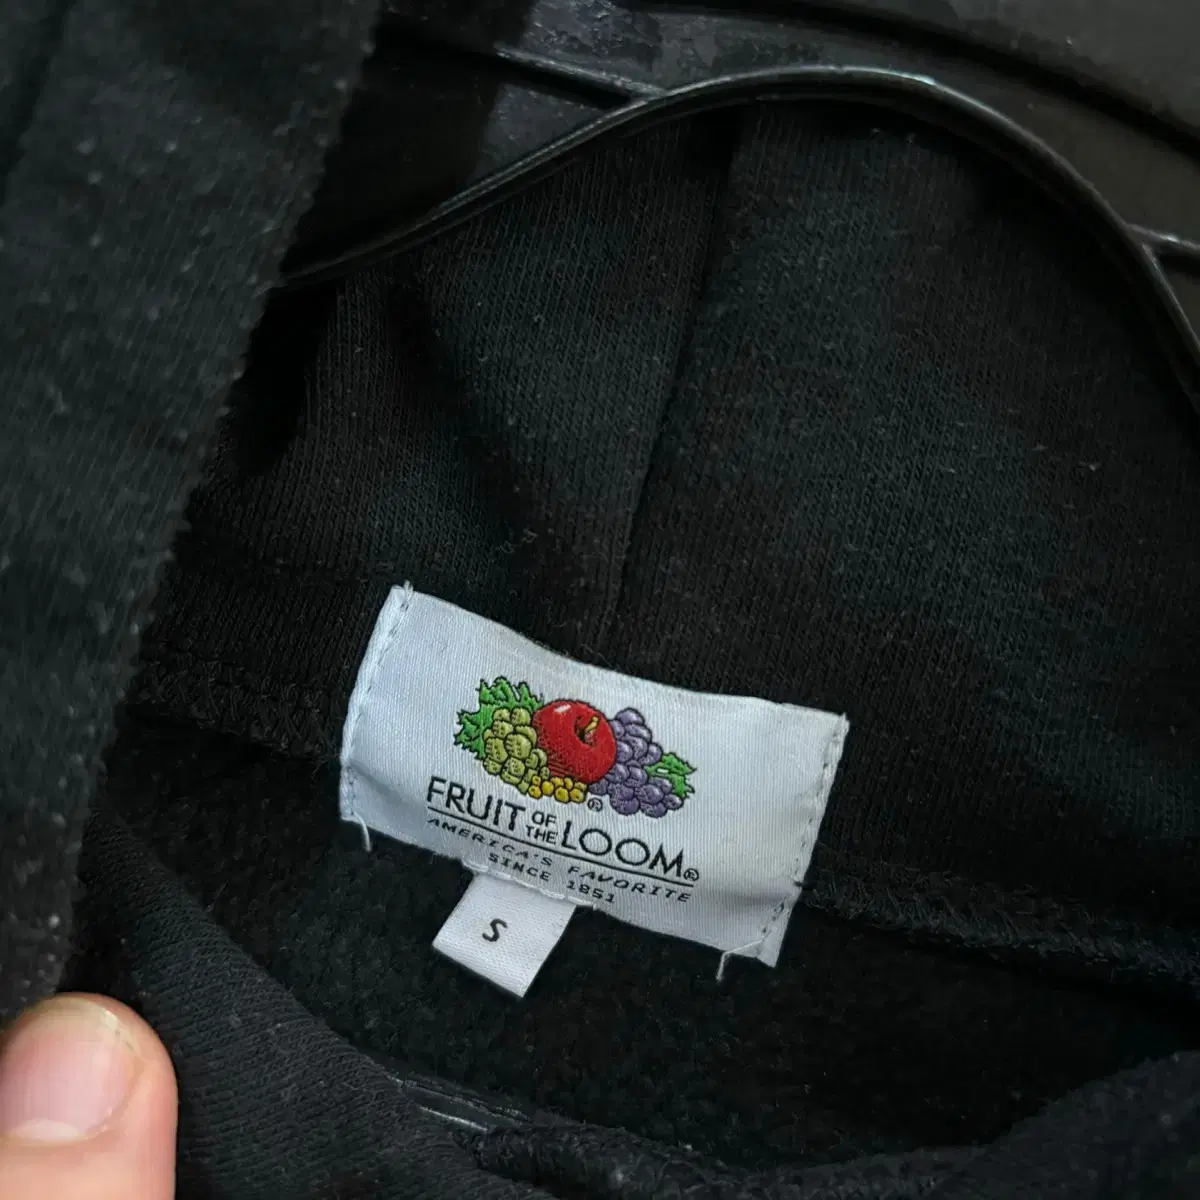 FRUIT OF THE LOOM®
AMERICA'S FAVORITE
SINCE 1851
S